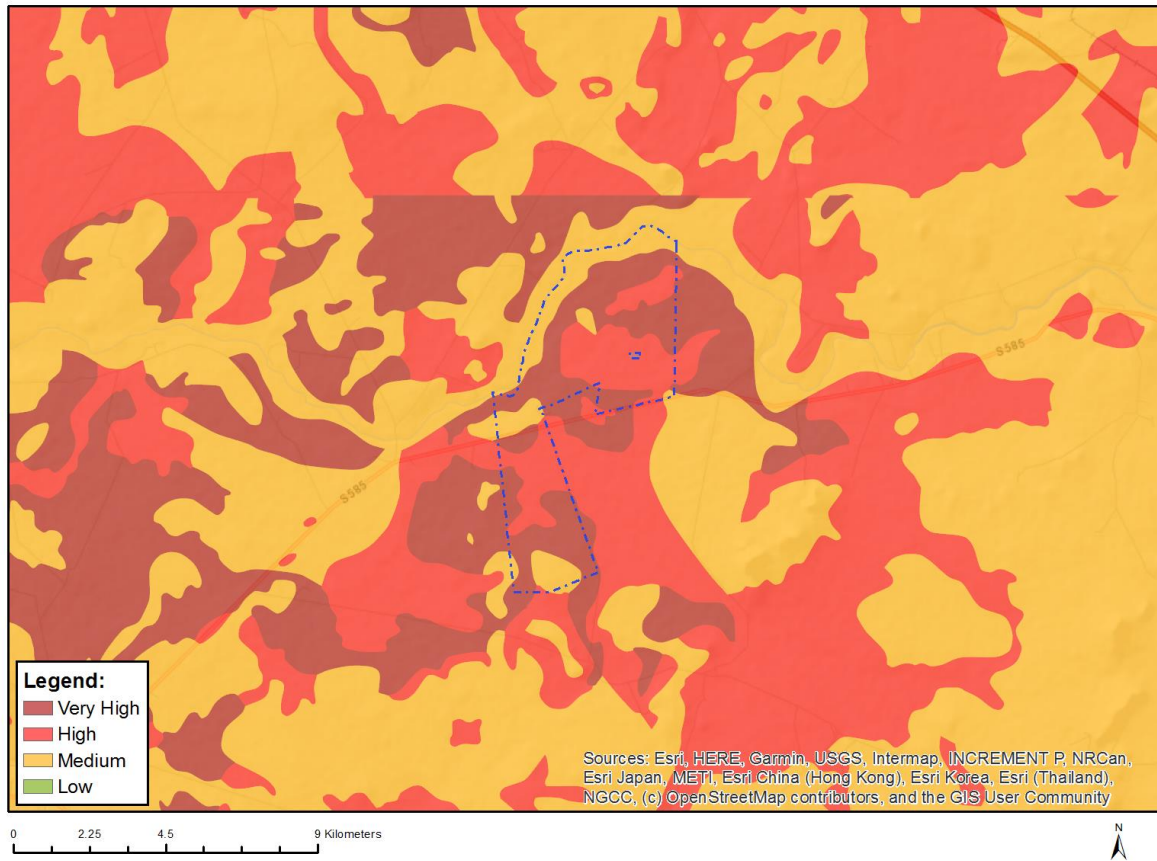 S585
S585
Legend:
Very High
High
Medium
Low
Sources: Esri, HERE, Garmin, USGS, Intermap, INCREMENT P, NRCan,
Esri Japan, METI, Esri China (Hong Kong), Esri Korea, Esri (Thailand),
NGCC, (c) OpenStreetMap contributors, and the GIS User Community
0 2.25 4.5 9 Kilometers
N